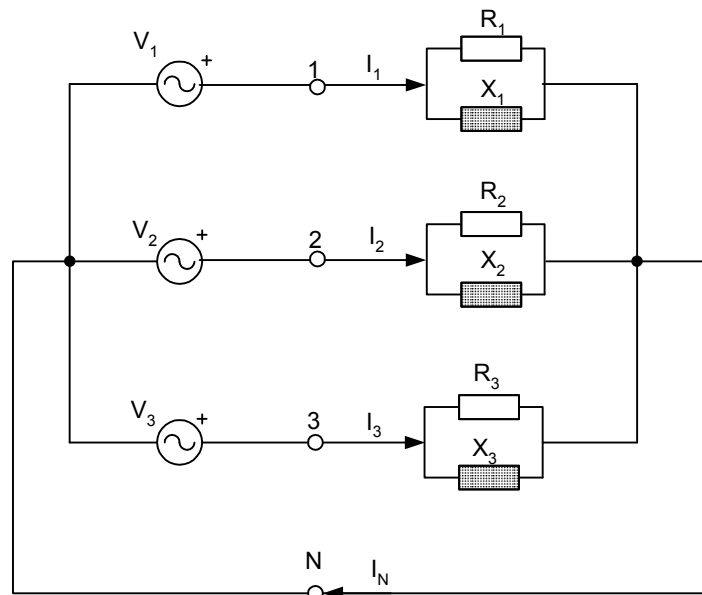 V1 + 1 I1 R1
X1
V2 + 2 I2 R2
X2
V3 + 3 I3 R3
X3
N IN